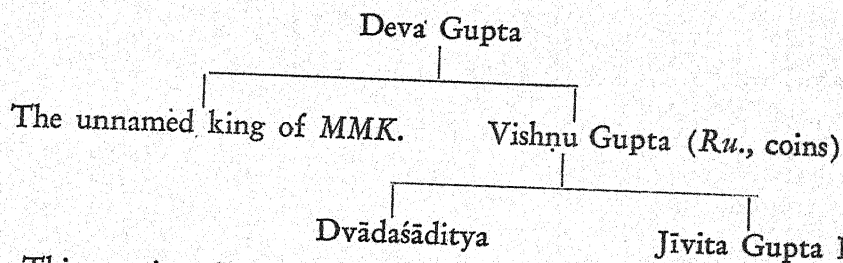 Deva Gupta
The unnamed king of MMK. Vishṇu Gupta (Ru., coins)
Dvādaśāditya Jīvita Gupta